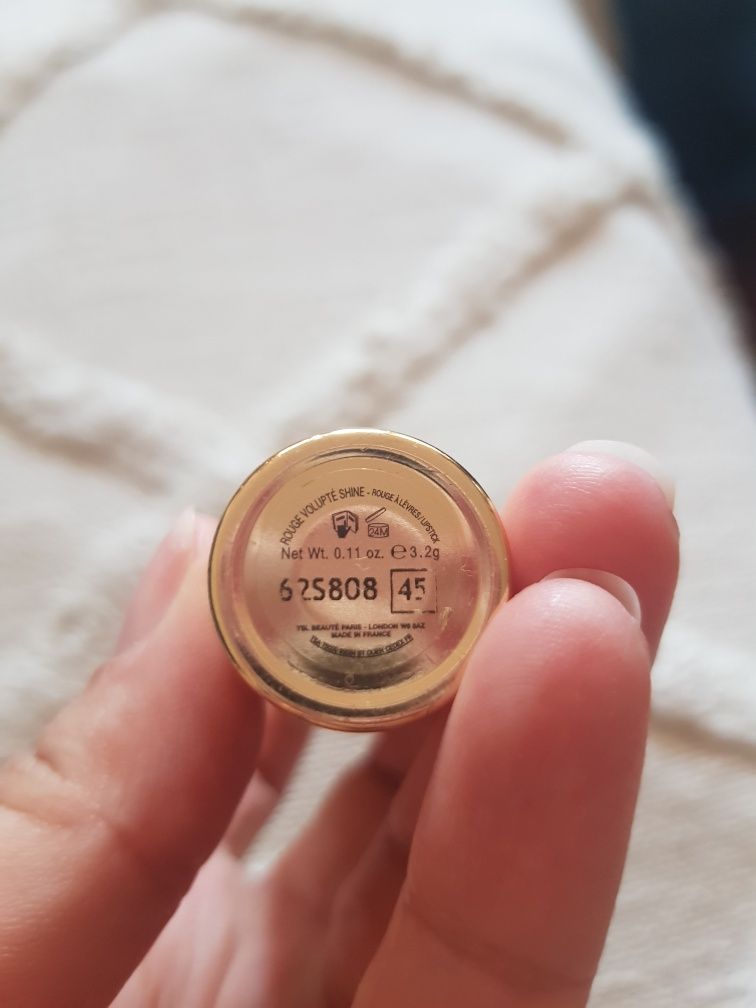 ROUGE VOLUPTÉ SHINE - ROUGE À LÈVRES/LIPSTICK
24M
Net Wt. 0.11 oz. ℮ 3.2g
625808 45
YSL BEAUTÉ PARIS - LONDON W6 8AZ
MADE IN FRANCE